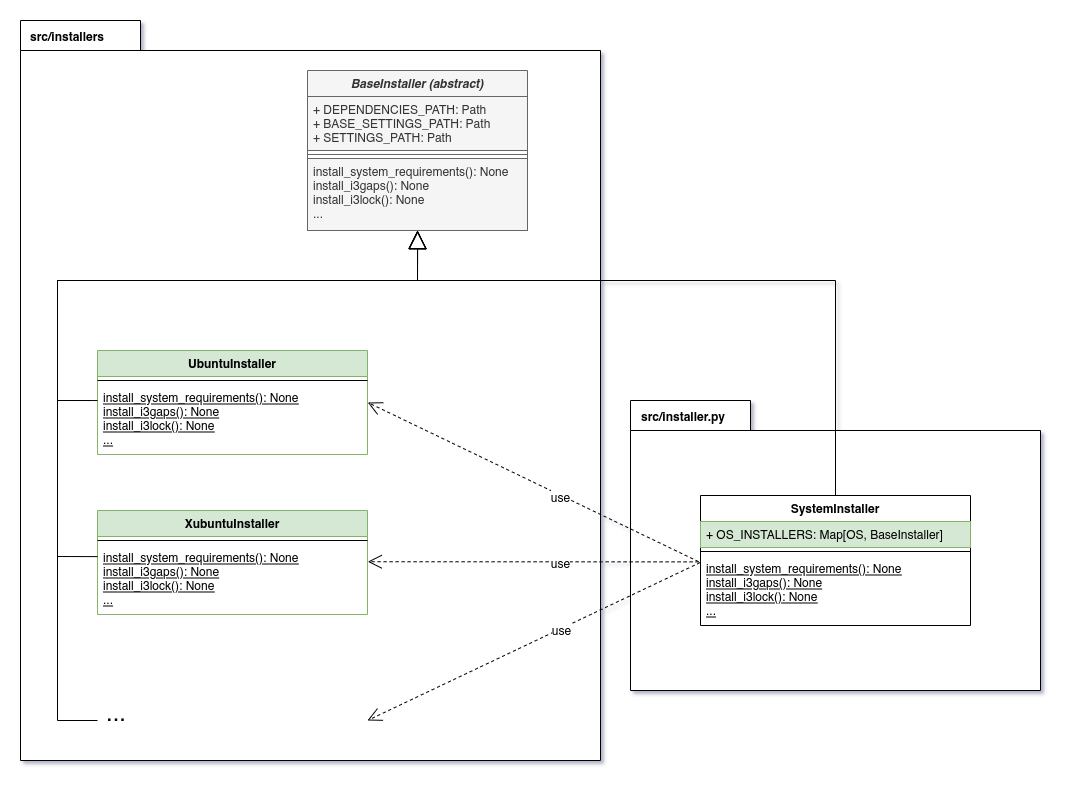 src/installers
BaseInstaller (abstract)
+ DEPENDENCIES_PATH: Path
+ BASE_SETTINGS_PATH: Path
+ SETTINGS_PATH: Path
install_system_requirements(): None
install_i3gaps(): None
install_i3lock(): None
...
UbuntuInstaller
install_system_requirements(): None
install_i3gaps(): None
install_i3lock(): None
...
XubuntuInstaller
install_system_requirements(): None
install_i3gaps(): None
install_i3lock(): None
...
...
use
use
use
src/installer.py
SystemInstaller
+ OS_INSTALLERS: Map[OS, BaseInstaller]
install_system_requirements(): None
install_i3gaps(): None
install_i3lock(): None
...